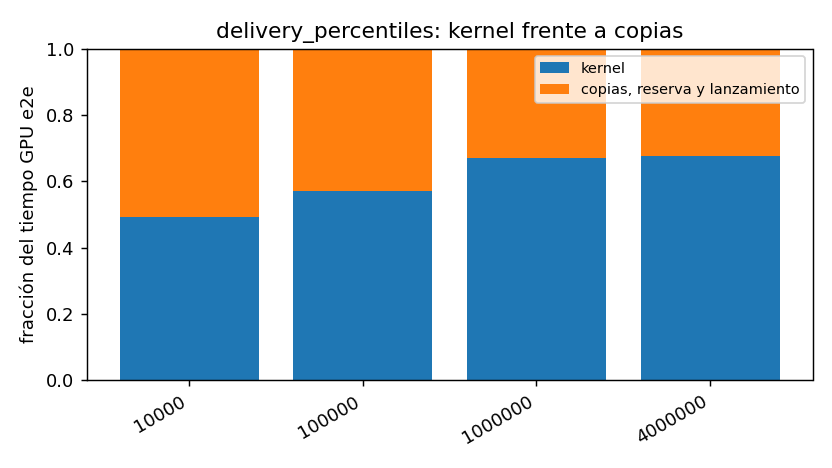 delivery_percentiles: kernel frente a copias
kernel
copias, reserva y lanzamiento
fracción del tiempo GPU e2e
1.0
0.8
0.6
0.4
0.2
0.0
10000
100000
1000000
4000000